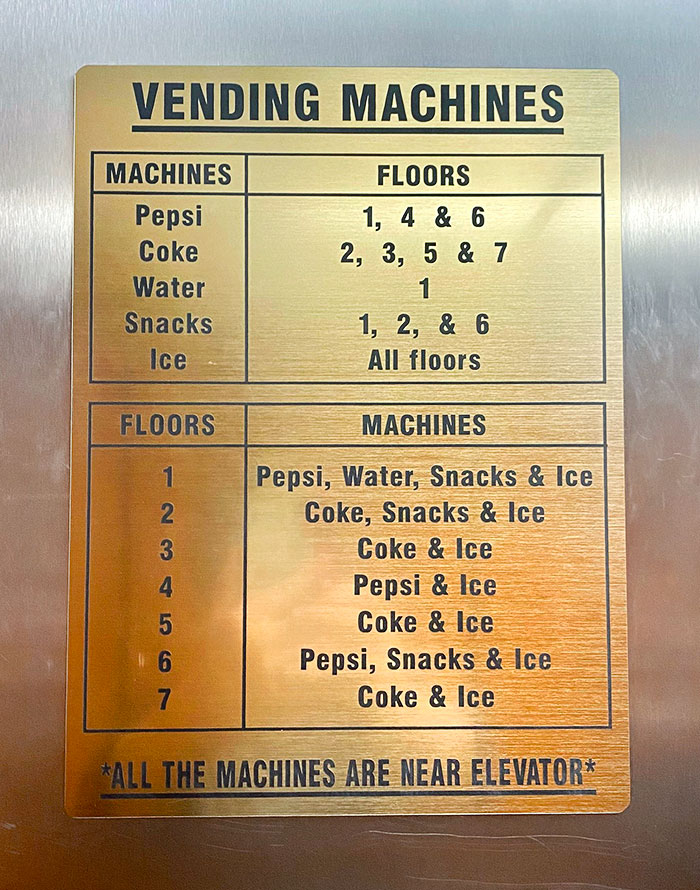 VENDING MACHINES
MACHINES FLOORS
Pepsi 1, 4 & 6
Coke 2, 3, 5 & 7
Water 1
Snacks 1, 2, & 6
Ice All floors
FLOORS MACHINES
1 Pepsi, Water, Snacks & Ice
2 Coke, Snacks & Ice
3 Coke & Ice
4 Pepsi & Ice
5 Coke & Ice
6 Pepsi, Snacks & Ice
7 Coke & Ice
*ALL THE MACHINES ARE NEAR ELEVATOR*